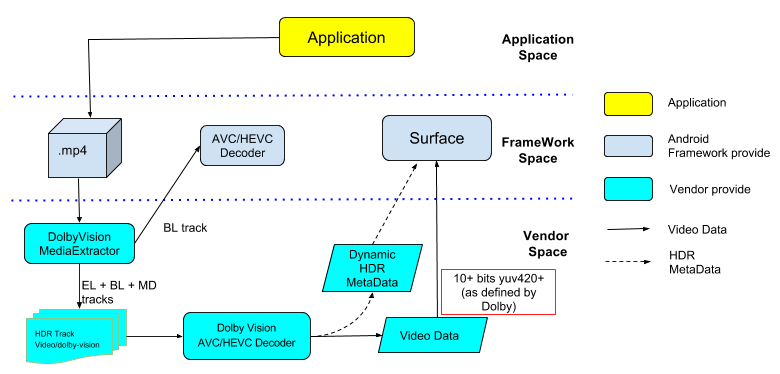 Application
Application
Space
.mp4
AVC/HEVC
Decoder
Surface
FrameWork
Space
BL track
DolbyVision
MediaExtractor
Vendor
Space
EL + BL + MD
tracks
Dynamic
HDR
MetaData
10+ bits yuv420+
(as defined by
Dolby)
HDR Track
Video/dolby-vision
Dolby Vision
AVC/HEVC Decoder
Video Data
Application
Android
Framework provide
Vendor provide
Video Data
HDR
MetaData